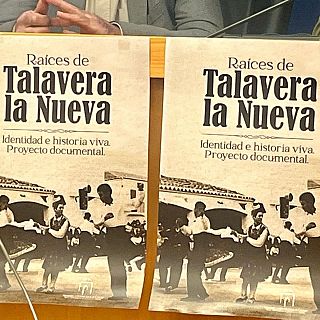 Raíces de
Talavera
la Nueva
Identidad e historia viva.
Proyecto documental.
Raíces de
Talavera
la Nueva
Identidad e historia viva.
Proyecto documental.